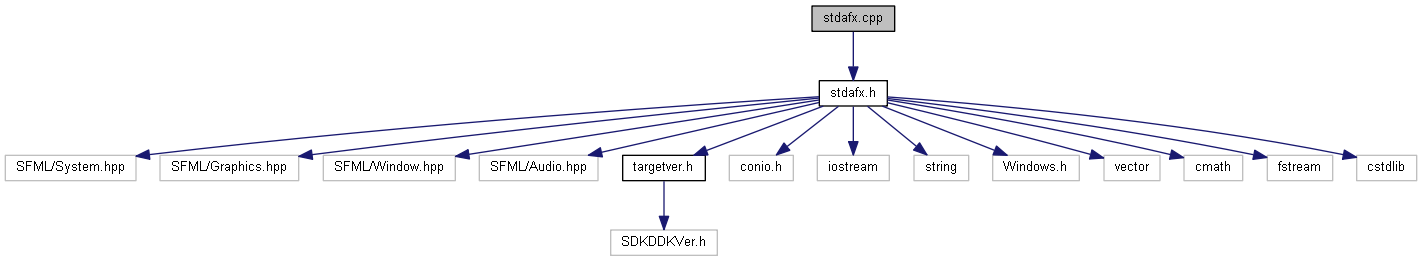 stdafx.cpp
stdafx.h
SFML/System.hpp
SFML/Graphics.hpp
SFML/Window.hpp
SFML/Audio.hpp
targetver.h
conio.h
iostream
string
Windows.h
vector
cmath
fstream
cstdlib
SDKDDKVer.h